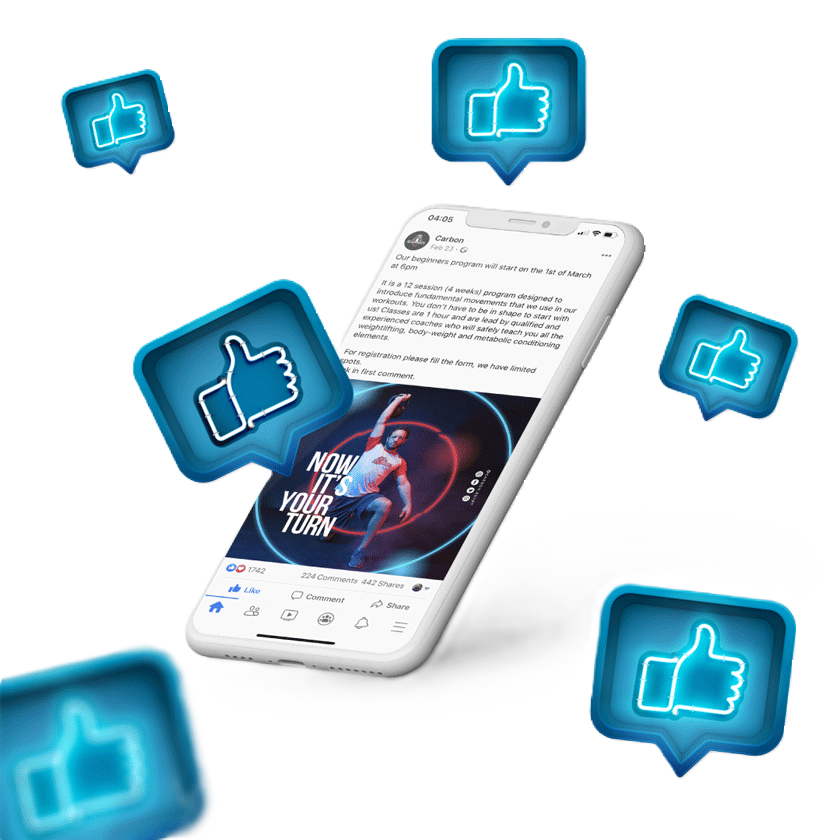 04:05
Carbon
Feb 23
Our beginners program will start on the 1st of March
at 6pm
It is a 12 session (4 weeks) program designed to
introduce fundamental movements that we use in our
workouts. You don't have to be in shape to start with
us! Classes are 1 hour and are lead by qualified and
experienced coaches who will safely teach you all the
weightlifting, body-weight and metabolic conditioning
elements.
For registration please fill the form, we have limited
spots.
in first comment.
NOW
IT'S
YOUR
TURN
1742
224 Comments 442 Shares
Like
Comment
Share